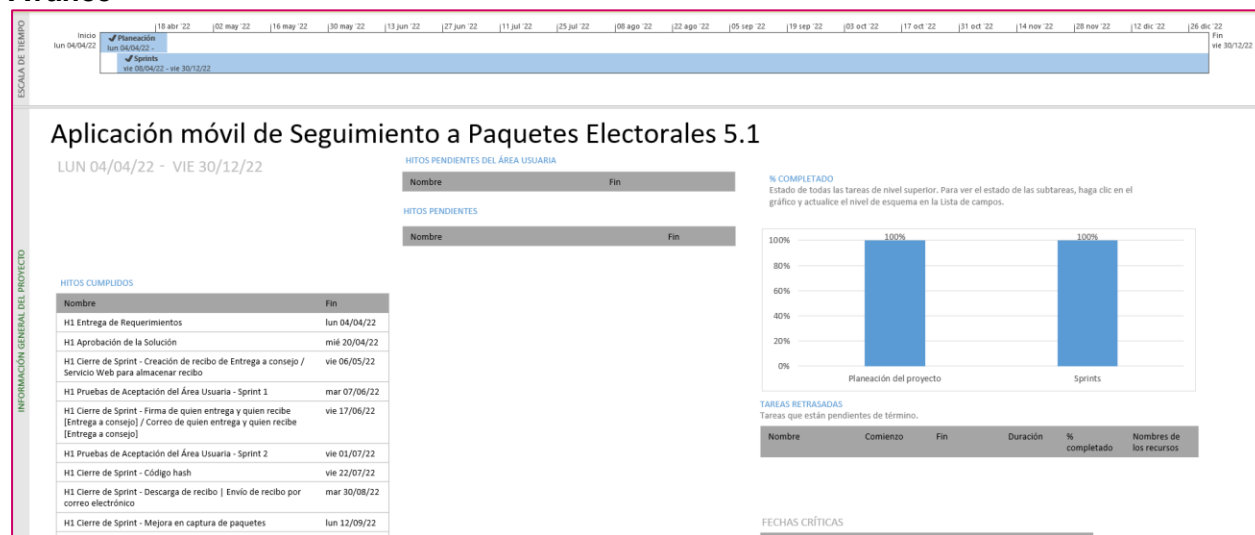 ESCALA DE TIEMPO
|18 abr '22 |02 may '22 |16 may '22 |30 may '22 |13 jun '22 |27 jun '22 |11 jul '22 |25 jul '22 |08 ago '22 |22 ago '22 |05 sep '22 |19 sep '22 |03 oct '22 |17 oct '22 |31 oct '22 |14 nov '22 |28 nov '22 |12 dic '22 |26 dic '22
Inicio
lun 04/04/22
Planeación
lun 04/04/22 -
Sprints
vie 08/04/22 - vie 30/12/22
Fin
vie 30/12/22
INFORMACIÓN GENERAL DEL PROYECTO
Aplicación móvil de Seguimiento a Paquetes Electorales 5.1
LUN 04/04/22 - VIE 30/12/22
HITOS PENDIENTES DEL ÁREA USUARIA
Nombre Fin
HITOS PENDIENTES
Nombre Fin
HITOS CUMPLIDOS
Nombre Fin
H1 Entrega de Requerimientos lun 04/04/22
H1 Aprobación de la Solución mié 20/04/22
H1 Cierre de Sprint - Creación de recibo de Entrega a consejo / vie 06/05/22
Servicio Web para almacenar recibo
H1 Pruebas de Aceptación del Área Usuaria - Sprint 1 mar 07/06/22
H1 Cierre de Sprint - Firma de quien entrega y quien recibe vie 17/06/22
[Entrega a consejo] / Correo de quien entrega y quien recibe
[Entrega a consejo]
H1 Pruebas de Aceptación del Área Usuaria - Sprint 2 vie 01/07/22
H1 Cierre de Sprint - Código hash vie 22/07/22
H1 Cierre de Sprint - Descarga de recibo | Envío de recibo por mar 30/08/22
correo electrónico
H1 Cierre de Sprint - Mejora en captura de paquetes lun 12/09/22
% COMPLETADO
Estado de todas las tareas de nivel superior. Para ver el estado de las subtareas, haga clic en el
gráfico y actualice el nivel de esquema en la Lista de campos.
100% 100%
100%
80%
60%
40%
20%
0%
Planeación del proyecto Sprints
TAREAS RETRASADAS
Tareas que están pendientes de término.
Nombre Comienzo Fin Duración % Nombres de
completado los recursos
FECHAS CRÍTICAS